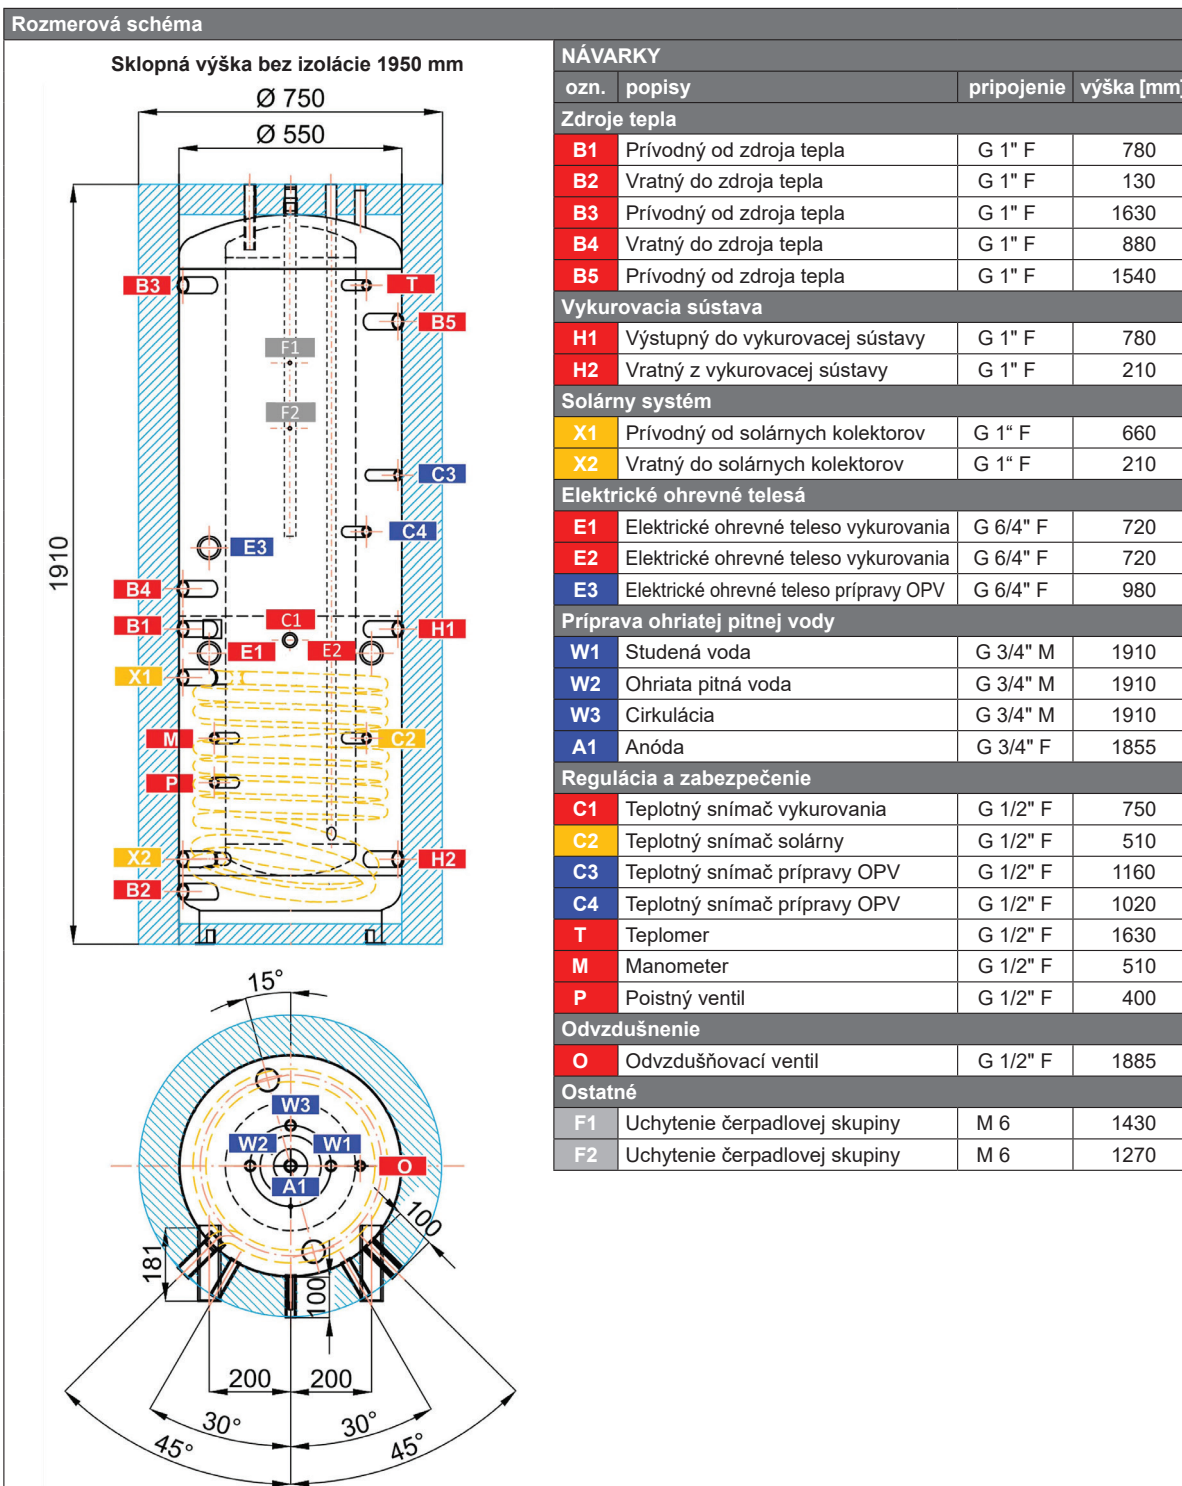 Rozmerová schéma
Sklopná výška bez izolácie 1950 mm
Ø 750
Ø 550
1910
B3
T
B5
F1
F2
C3
C4
E3
B4
B1
C1
H1
E1
E2
X1
M
C2
P
X2
H2
B2
15°
W3
W2
W1
O
A1
100
181
100
200
200
30°
30°
45°
45°
NÁVARKY
ozn. popisy pripojenie výška [mm]
Zdroje tepla
B1 Prívodný od zdroja tepla G 1" F 780
B2 Vratný do zdroja tepla G 1" F 130
B3 Prívodný od zdroja tepla G 1" F 1630
B4 Vratný do zdroja tepla G 1" F 880
B5 Prívodný od zdroja tepla G 1" F 1540
Vykurovacia sústava
H1 Výstupný do vykurovacej sústavy G 1" F 780
H2 Vratný z vykurovacej sústavy G 1" F 210
Solárny systém
X1 Prívodný od solárnych kolektorov G 1“ F 660
X2 Vratný do solárnych kolektorov G 1“ F 210
Elektrické ohrevné telesá
E1 Elektrické ohrevné teleso vykurovania G 6/4" F 720
E2 Elektrické ohrevné teleso vykurovania G 6/4" F 720
E3 Elektrické ohrevné teleso prípravy OPV G 6/4" F 980
Príprava ohriatej pitnej vody
W1 Studená voda G 3/4" M 1910
W2 Ohriata pitná voda G 3/4" M 1910
W3 Cirkulácia G 3/4" M 1910
A1 Anóda G 3/4" F 1855
Regulácia a zabezpečenie
C1 Teplotný snímač vykurovania G 1/2" F 750
C2 Teplotný snímač solárny G 1/2" F 510
C3 Teplotný snímač prípravy OPV G 1/2" F 1160
C4 Teplotný snímač prípravy OPV G 1/2" F 1020
T Teplomer G 1/2" F 1630
M Manometer G 1/2" F 510
P Poistný ventil G 1/2" F 400
Odvzdušnenie
O Odvzdušňovací ventil G 1/2" F 1885
Ostatné
F1 Uchytenie čerpadlovej skupiny M 6 1430
F2 Uchytenie čerpadlovej skupiny M 6 1270